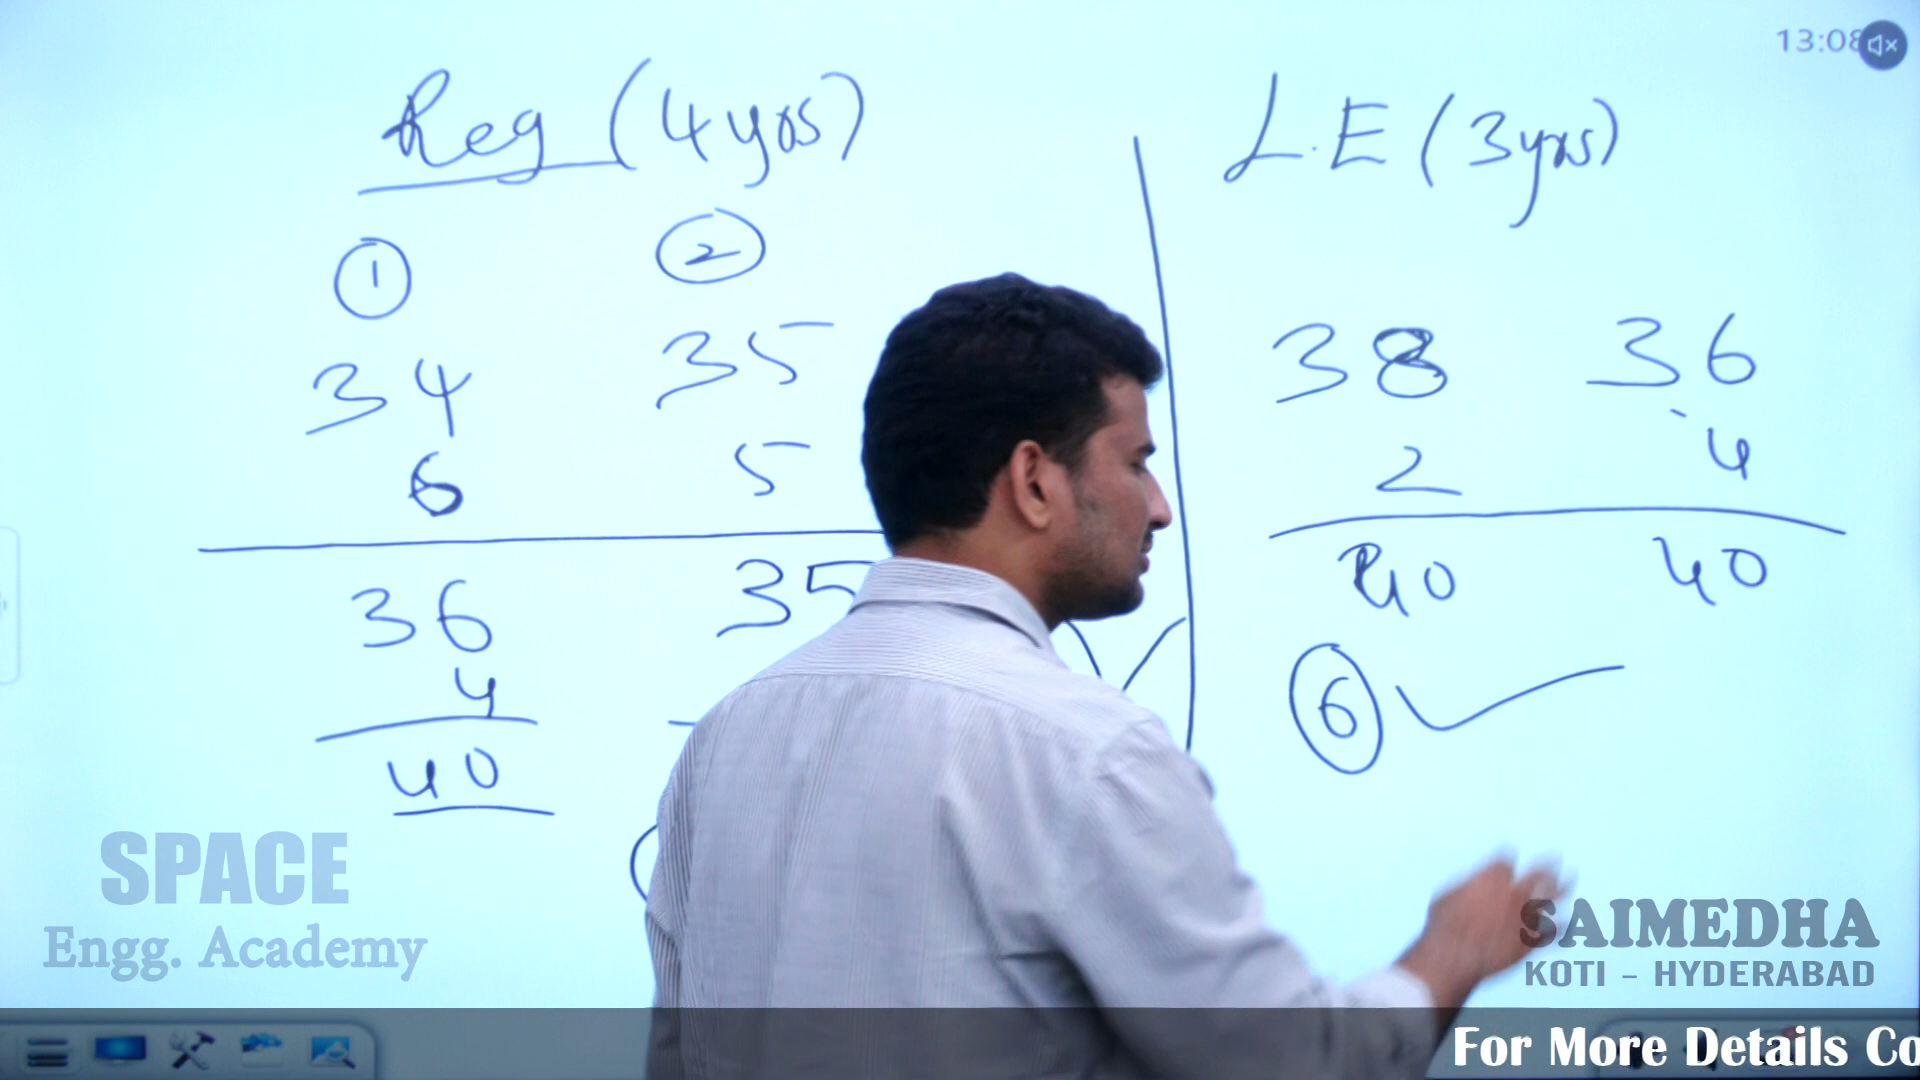 13:08
Reg (4 yrs)
L.E (3 yrs)
1 2
34 35
6 5
36 35
4
40
38 36
2 4
40 40
6
SPACE
Engg. Academy
SAIMEDHA
KOTI - HYDERABAD
For More Details Co